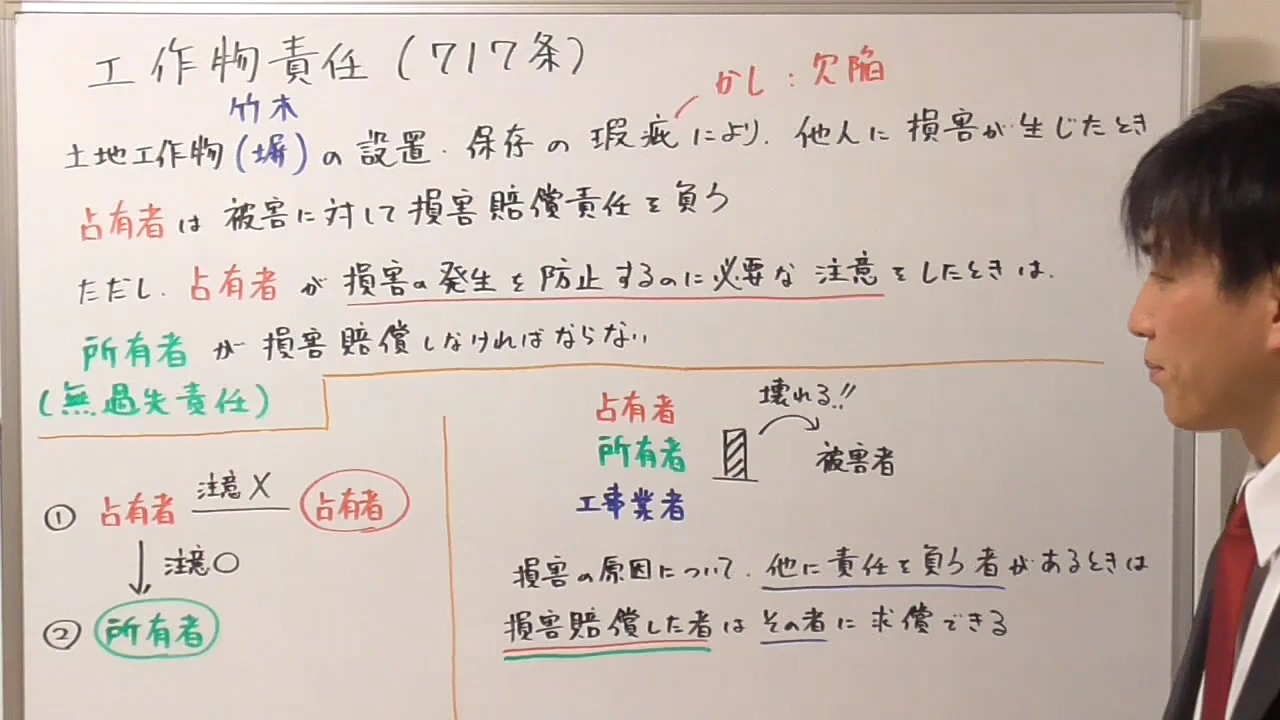 工作物責任(717条)
かし:欠陥
竹木
土地工作物(塀)の設置・保存の瑕疵により、他人に損害が生じたとき
占有者は被害に対して損害賠償責任を負う
ただし、占有者が損害の発生を防止するのに必要な注意をしたときは、
所有者が損害賠償しなければならない
(無過失責任)
① 占有者 注意× 占有者
注意○
② 所有者
占有者
所有者
工事業者
壊れる!!
被害者
損害の原因について、他に責任を負う者があるときは
損害賠償した者はその者に求償できる